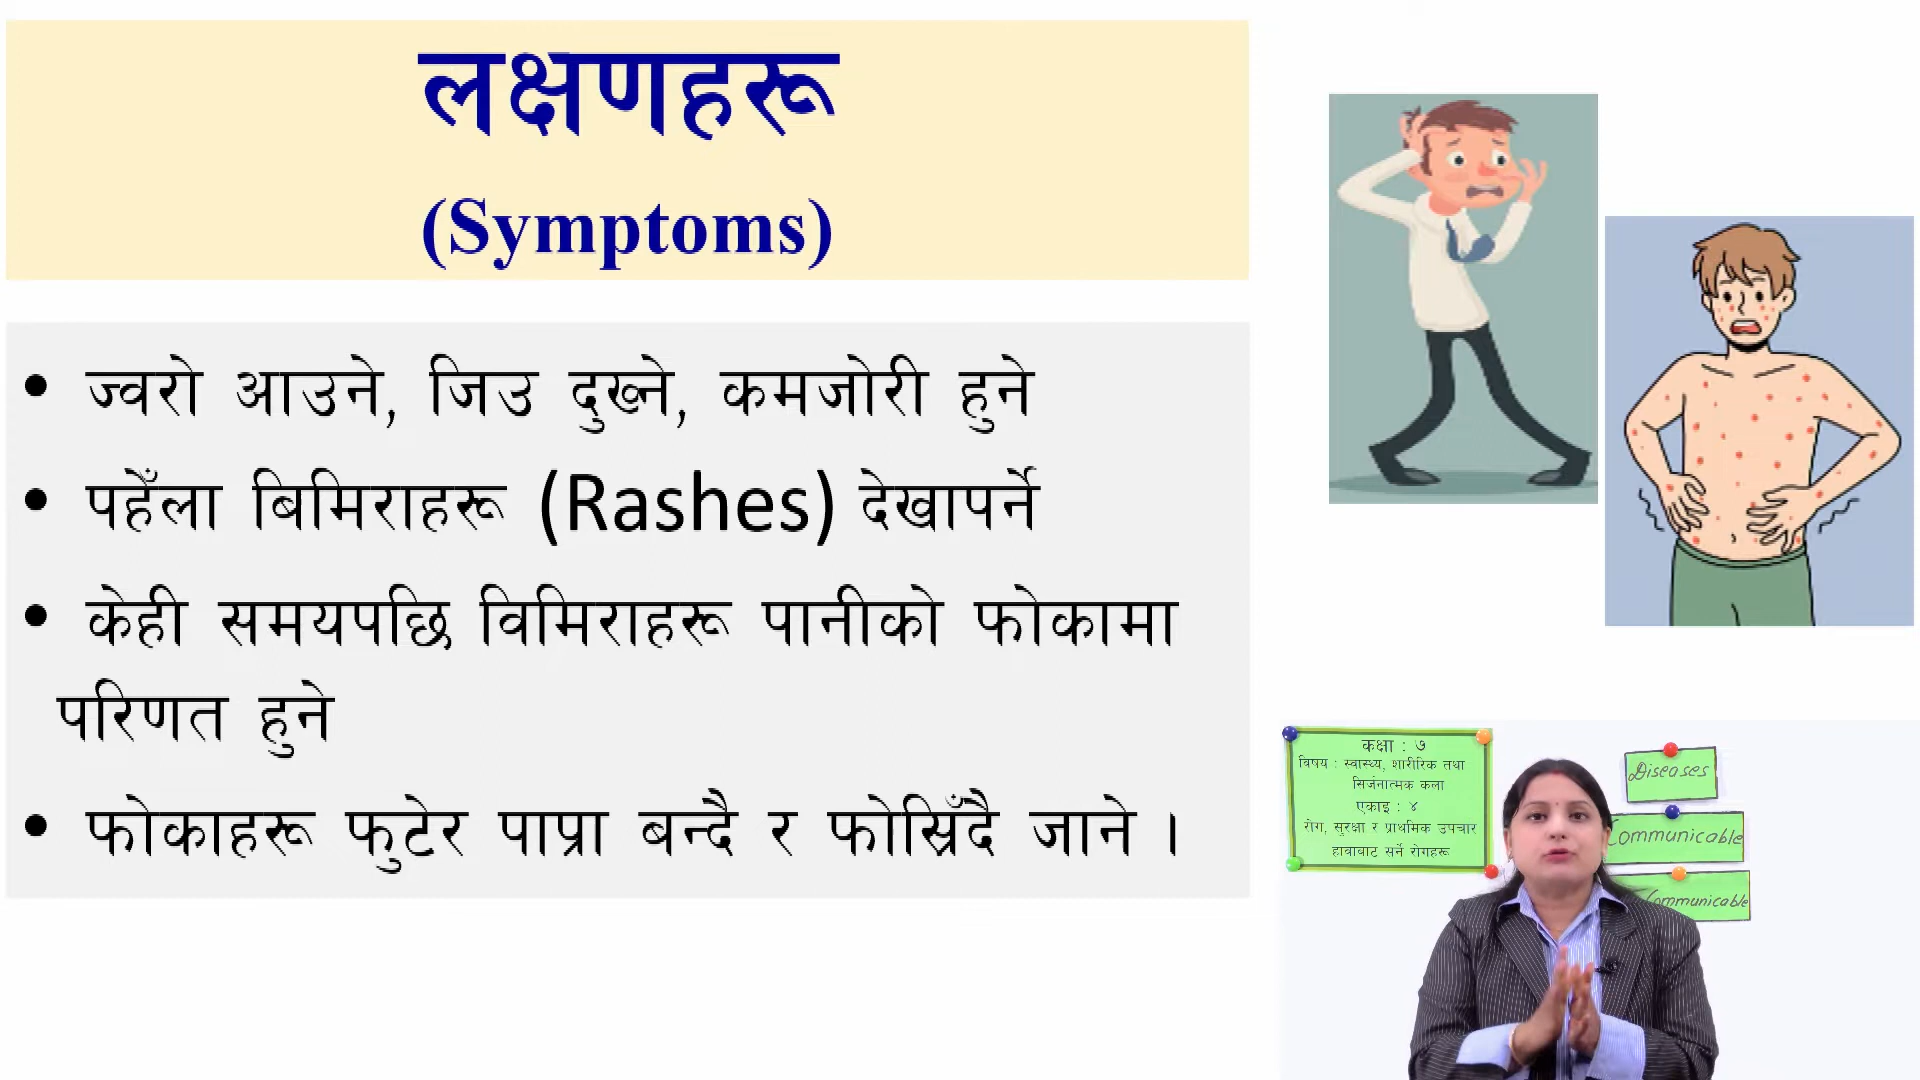 लक्षणहरू
(Symptoms)
• ज्वरो आउने, जिउ दुख्ने, कमजोरी हुने
• पहेँला बिमिराहरू (Rashes) देखापर्ने
• केही समयपछि विमिराहरू पानीको फोकामा
परिणत हुने
• फोकाहरू फुटेर पाप्रा बन्दै र फोस्रिँदै जाने ।
कक्षा : ७
विषय : स्वास्थ्य, शारीरिक तथा
सिर्जनात्मक कला
एकाइ : ४
रोग, सुरक्षा र प्राथमिक उपचार
हावाबाट सर्ने रोगहरू
Diseases
Communicable
Communicable